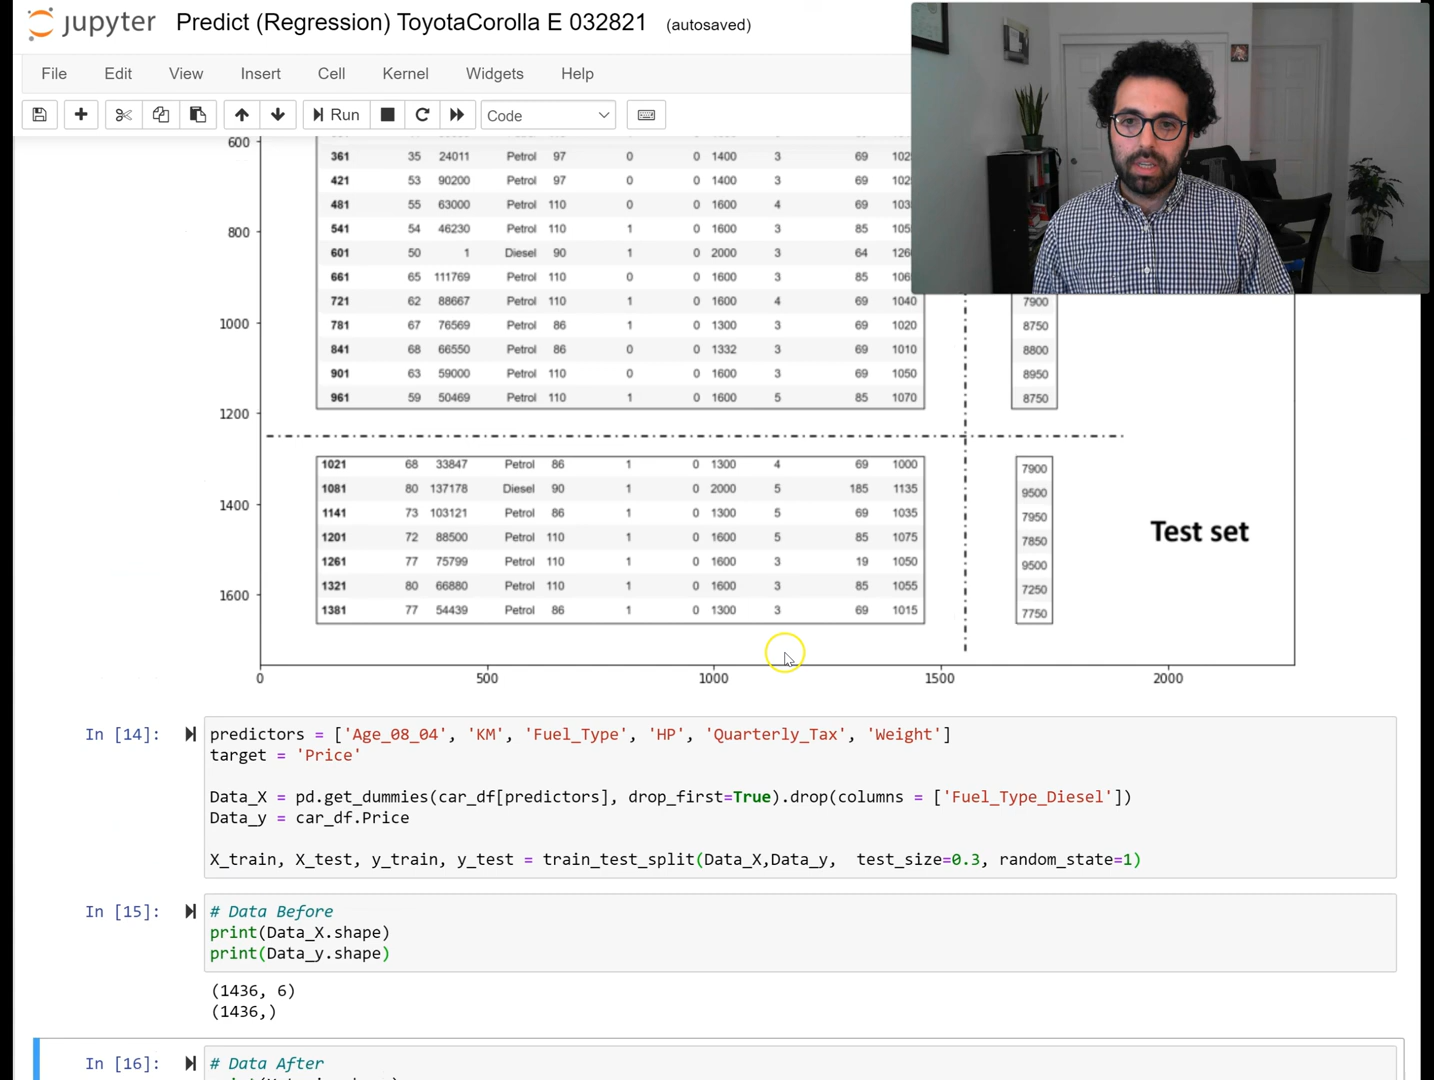 jupyter Predict (Regression) ToyotaCorolla E 032821 (autosaved)
File Edit View Insert Cell Kernel Widgets Help
Run Code
600
361 35 24011 Petrol 97 0 0 1400 3 69
421 53 90200 Petrol 97 0 0 1400 3 69
481 55 63000 Petrol 110 0 0 1600 4 69
541 54 46230 Petrol 110 1 0 1600 3 85
800
601 50 1 Diesel 90 1 0 2000 3 64
661 65 111769 Petrol 110 0 0 1600 3 85
721 62 88667 Petrol 110 1 0 1600 4 69 1040 7900
781 67 76569 Petrol 86 1 0 1300 3 69 1020 8750
1000
841 68 66550 Petrol 86 0 0 1332 3 69 1010 8800
901 63 59000 Petrol 110 0 0 1600 3 69 1050 8950
961 59 50469 Petrol 110 1 0 1600 5 85 1070 8750
1200
1021 68 33847 Petrol 86 1 0 1300 4 69 1000 7900
1081 80 137178 Diesel 90 1 0 2000 5 185 1135 9500
1400
1141 73 103121 Petrol 86 1 0 1300 5 69 1035 7950
1201 72 88500 Petrol 110 1 0 1600 5 85 1075 7850
Test set
1261 77 75799 Petrol 110 1 0 1600 3 19 1050 9500
1321 80 66880 Petrol 110 1 0 1600 3 85 1055 7250
1600
1381 77 54439 Petrol 86 1 0 1300 3 69 1015 7750
0 500 1000 1500 2000
In [14]: predictors = ['Age_08_04', 'KM', 'Fuel_Type', 'HP', 'Quarterly_Tax', 'Weight']
target = 'Price'
Data_X = pd.get_dummies(car_df[predictors], drop_first=True).drop(columns = ['Fuel_Type_Diesel'])
Data_y = car_df.Price
X_train, X_test, y_train, y_test = train_test_split(Data_X,Data_y, test_size=0.3, random_state=1)
In [15]: # Data Before
print(Data_X.shape)
print(Data_y.shape)
(1436, 6)
(1436,)
In [16]: # Data After